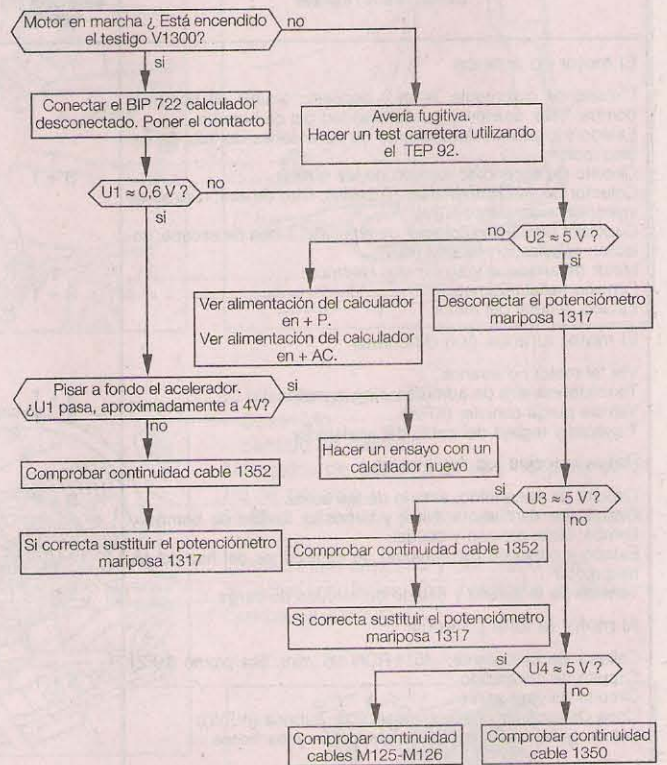 Motor en marcha ¿ Está encendido
el testigo V1300?
no
si
Conectar el BIP 722 calculador
desconectado. Poner el contacto
Avería fugitiva.
Hacer un test carretera utilizando
el TEP 92.
U1 ≈ 0,6 V ?
no
si
no
U2 ≈ 5 V ?
si
Ver alimentación del calculador
en + P.
Ver alimentación del calculador
en + AC.
Desconectar el potenciómetro
mariposa 1317
Pisar a fondo el acelerador.
¿U1 pasa, aproximadamente a 4V?
si
no
Hacer un ensayo con un
calculador nuevo
Comprobar continuidad cable 1352
si
U3 ≈ 5 V ?
no
Si correcta sustituir el potenciómetro
mariposa 1317
Comprobar continuidad cable 1352
Si correcta sustituir el potenciómetro
mariposa 1317
si
U4 ≈ 5 V ?
no
Comprobar continuidad
cables M125-M126
Comprobar continuidad
cable 1350